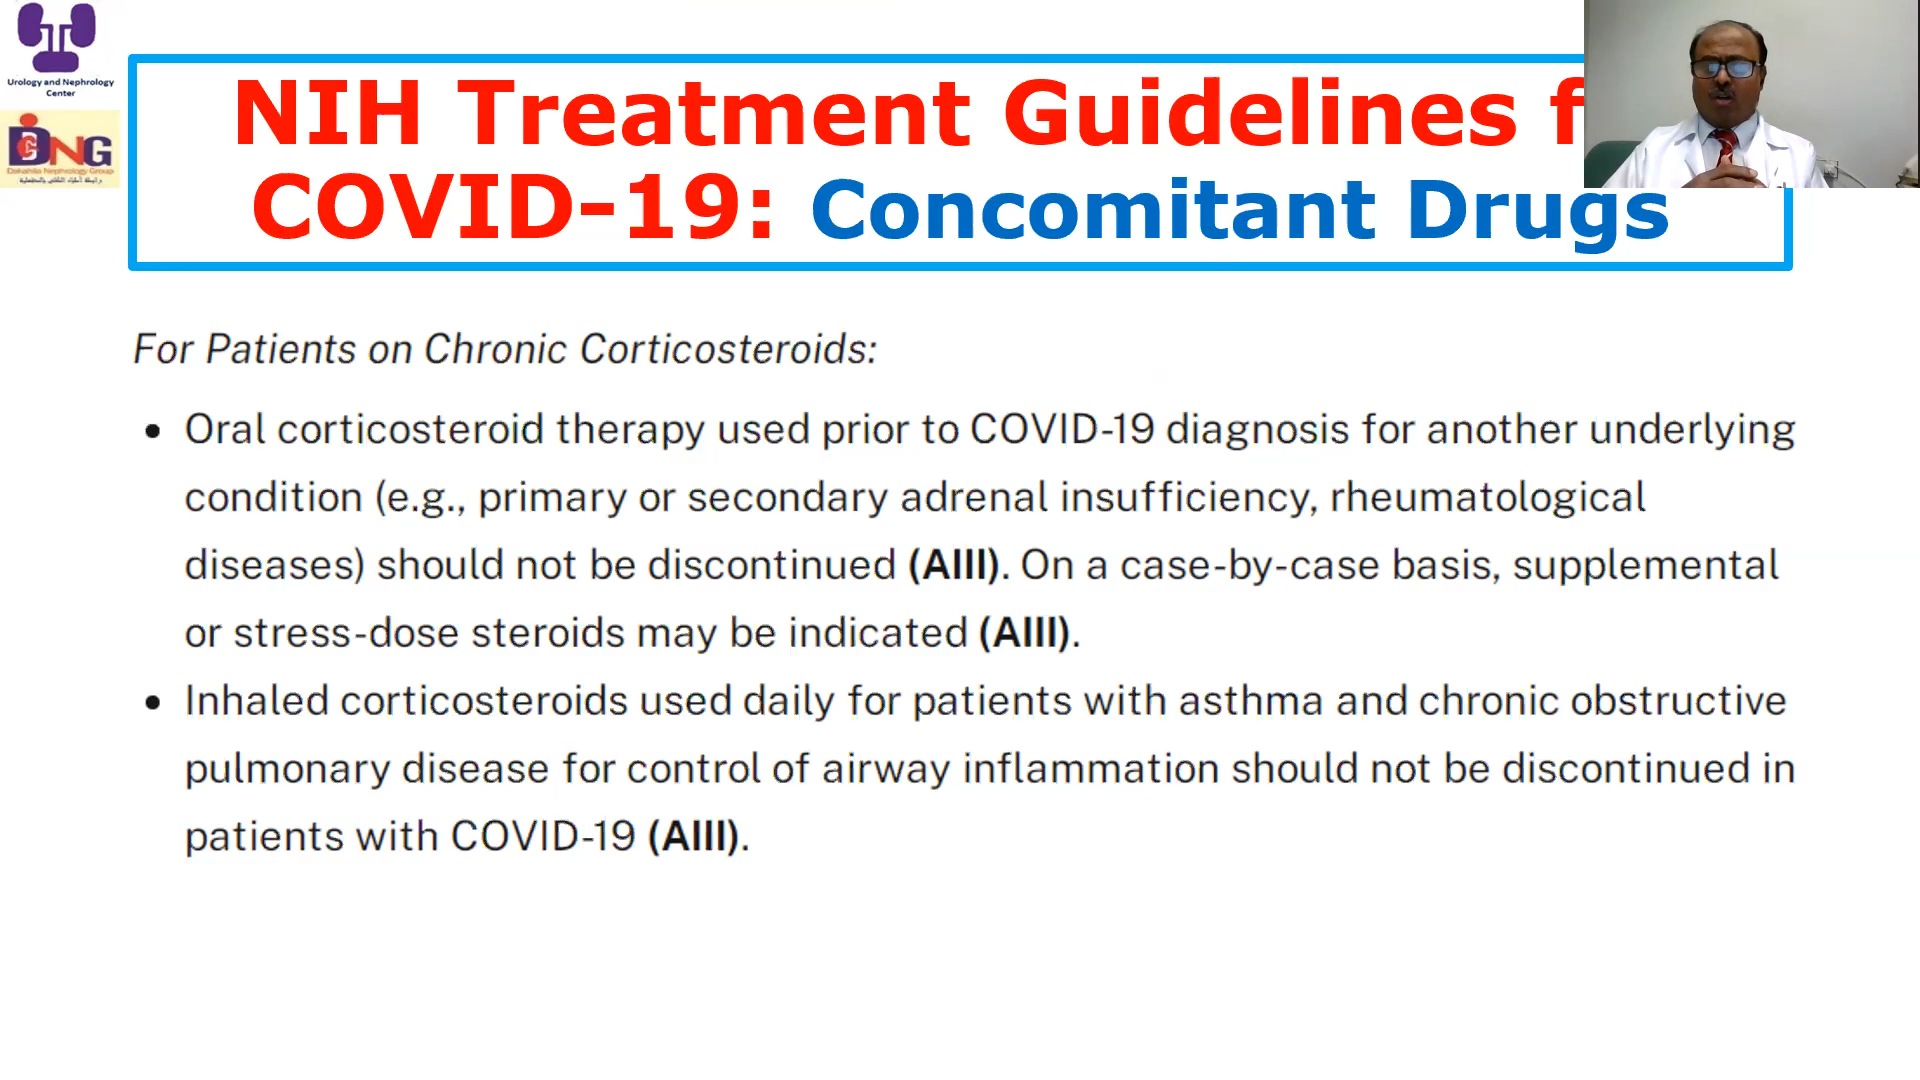 Urology and Nephrology
Center
DNG
Dakahlia Nephrology Group
NIH Treatment Guidelines f
COVID-19: Concomitant Drugs
For Patients on Chronic Corticosteroids:
• Oral corticosteroid therapy used prior to COVID-19 diagnosis for another underlying
condition (e.g., primary or secondary adrenal insufficiency, rheumatological
diseases) should not be discontinued (AIII). On a case-by-case basis, supplemental
or stress-dose steroids may be indicated (AIII).
• Inhaled corticosteroids used daily for patients with asthma and chronic obstructive
pulmonary disease for control of airway inflammation should not be discontinued in
patients with COVID-19 (AIII).